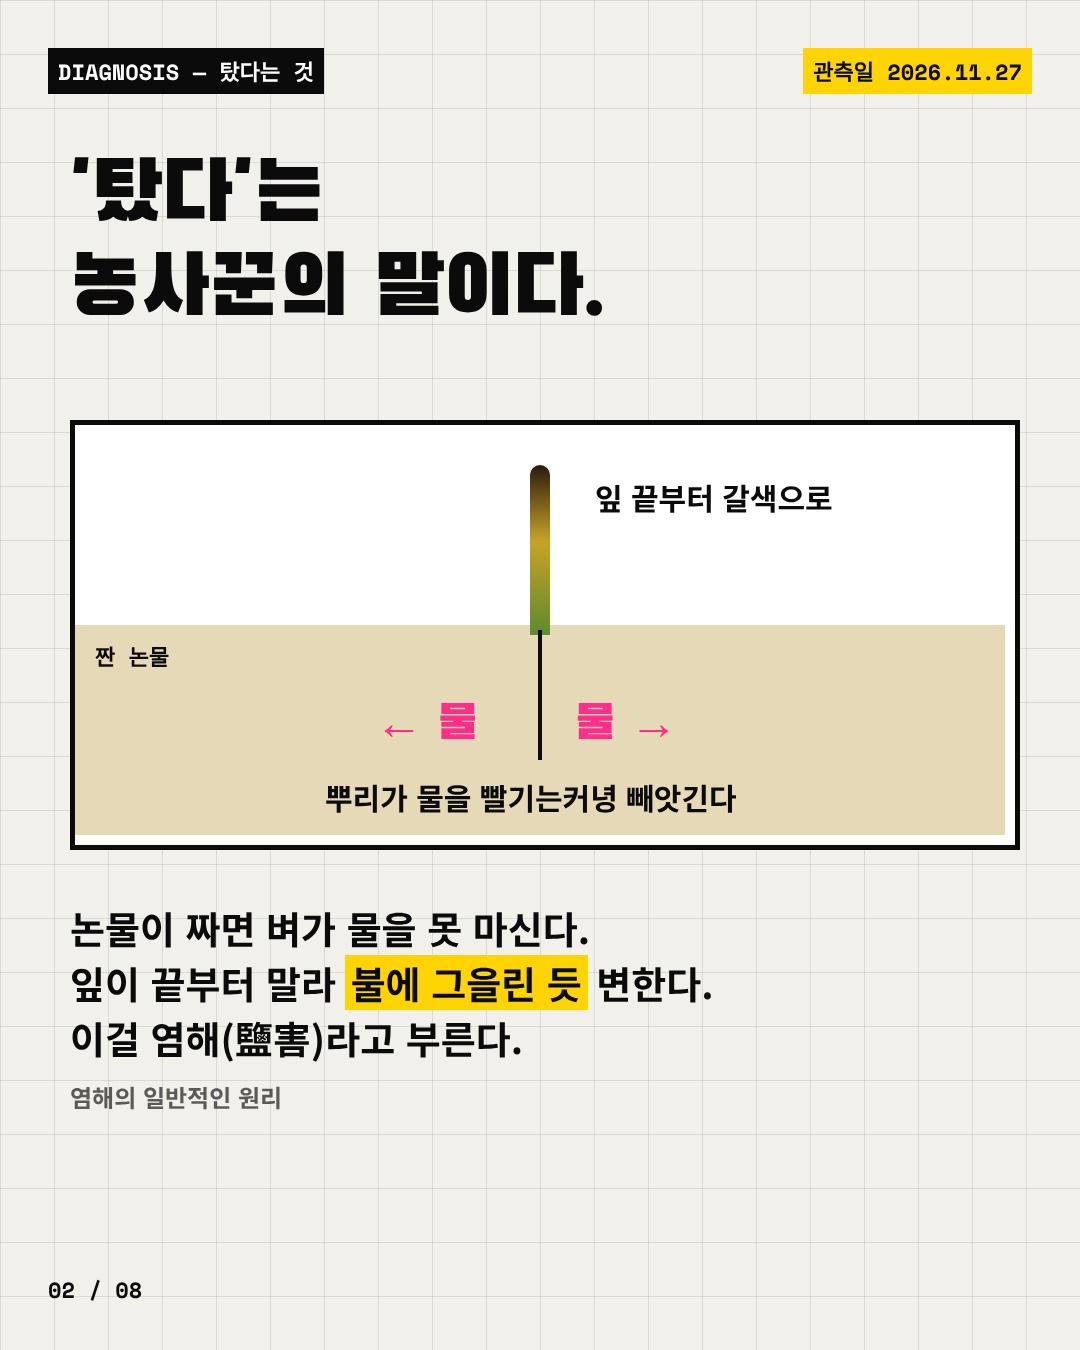 DIAGNOSIS — 탔다는 것
관측일 2026.11.27
'탔다'는
농사꾼의 말이다.
잎 끝부터 갈색으로
짠 논물
← 물 물 →
뿌리가 물을 빨기는커녕 빼앗긴다
논물이 짜면 벼가 물을 못 마신다.
잎이 끝부터 말라 불에 그을린 듯 변한다.
이걸 염해(鹽害)라고 부른다.
염해의 일반적인 원리
02 / 08